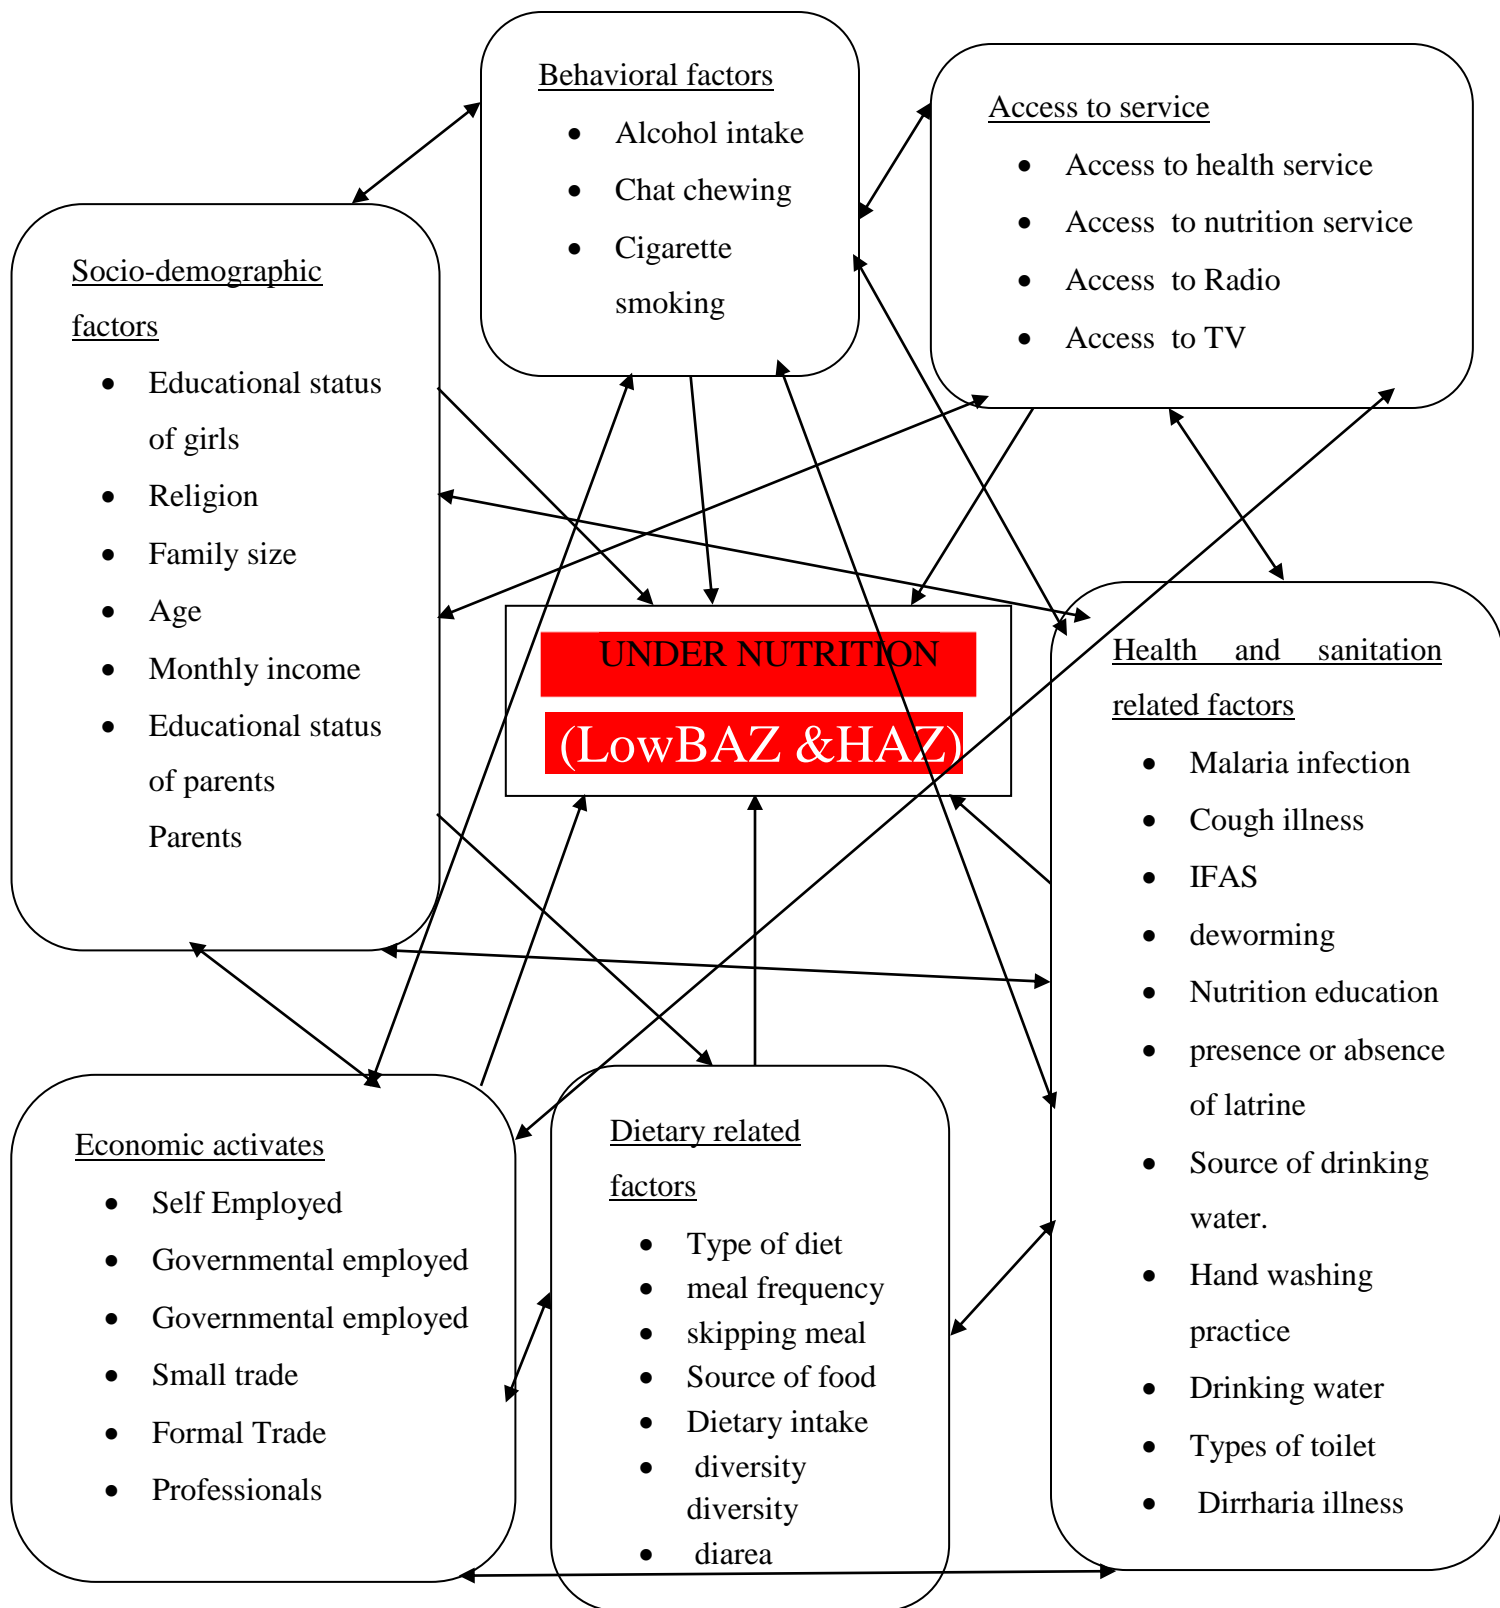 Behavioral factors
• Alcohol intake
• Chat chewing
• Cigarette
smoking
Access to service
• Access to health service
• Access to nutrition service
• Access to Radio
• Access to TV
Socio-demographic
factors
• Educational status
of girls
• Religion
• Family size
• Age
• Monthly income
• Educational status
of parents
Parents
UNDER NUTRITION
(LowBAZ &HAZ)
Health and sanitation
related factors
• Malaria infection
• Cough illness
• IFAS
• deworming
• Nutrition education
• presence or absence
of latrine
• Source of drinking
water.
• Hand washing
practice
• Drinking water
• Types of toilet
• Dirrharia illness
Economic activates
• Self Employed
• Governmental employed
• Governmental employed
• Small trade
• Formal Trade
• Professionals
Dietary related
factors
• Type of diet
• meal frequency
• skipping meal
• Source of food
• Dietary intake
• diversity
diversity
• diarea